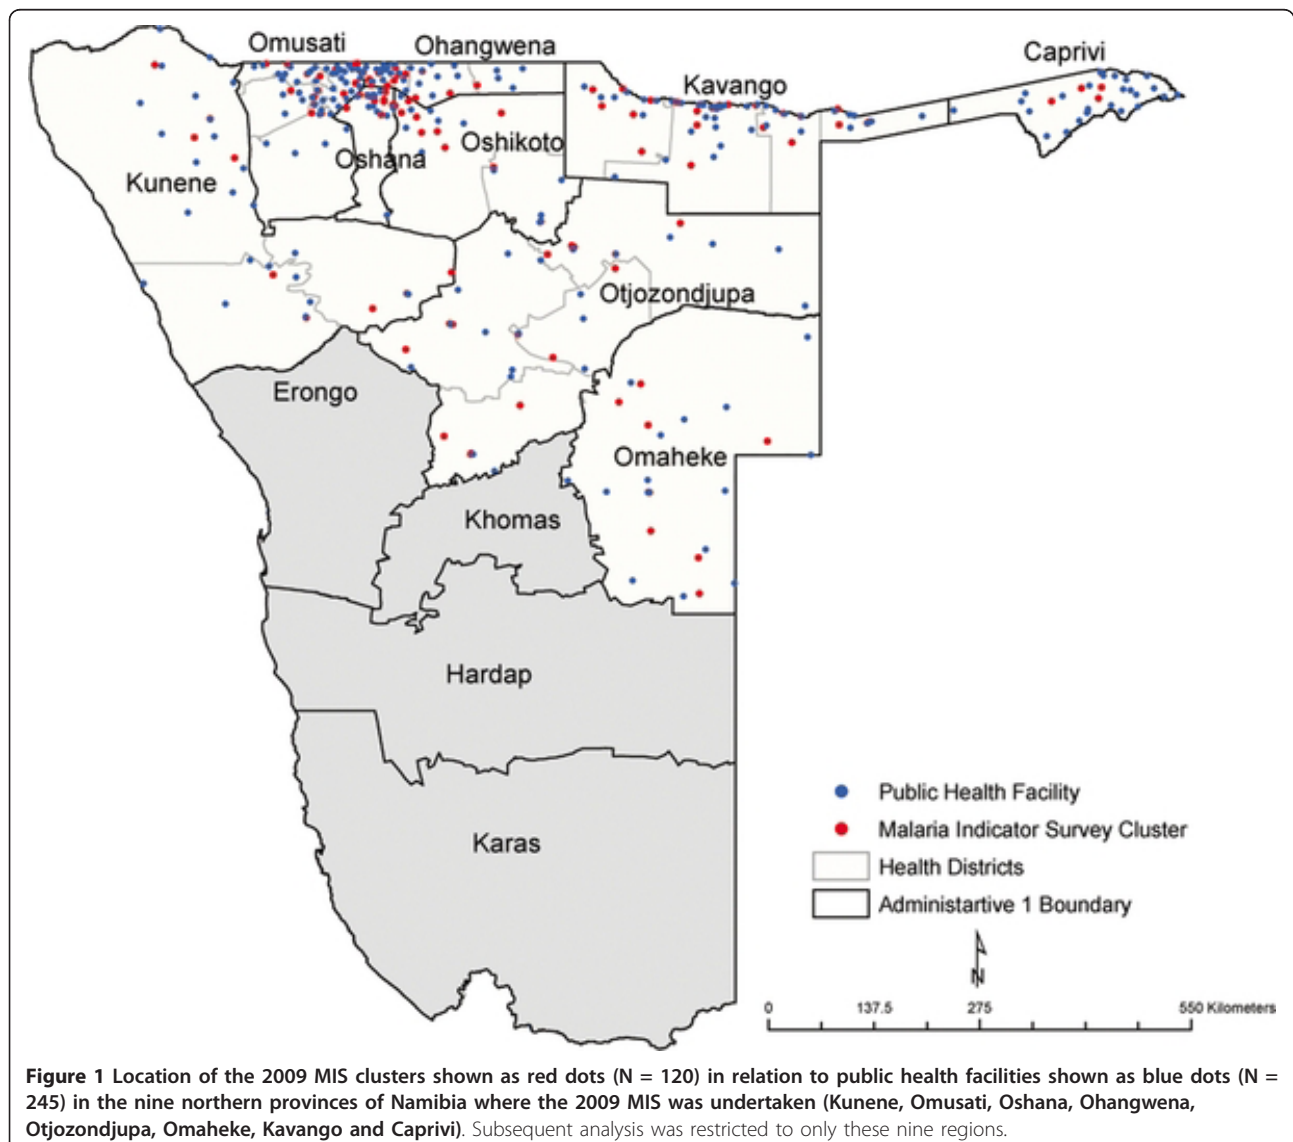 Omusati
Ohangwena
Caprivi
Kavango
Oshikoto
Oshana
Kunene
Otjozondjupa
Erongo
Omaheke
Khomas
Hardap
Karas
Public Health Facility
Malaria Indicator Survey Cluster
Health Districts
Administartive 1 Boundary
N
0 137.5 275 550 Kilometers
Figure 1 Location of the 2009 MIS clusters shown as red dots (N = 120) in relation to public health facilities shown as blue dots (N =
245) in the nine northern provinces of Namibia where the 2009 MIS was undertaken (Kunene, Omusati, Oshana, Ohangwena,
Otjozondjupa, Omaheke, Kavango and Caprivi). Subsequent analysis was restricted to only these nine regions.